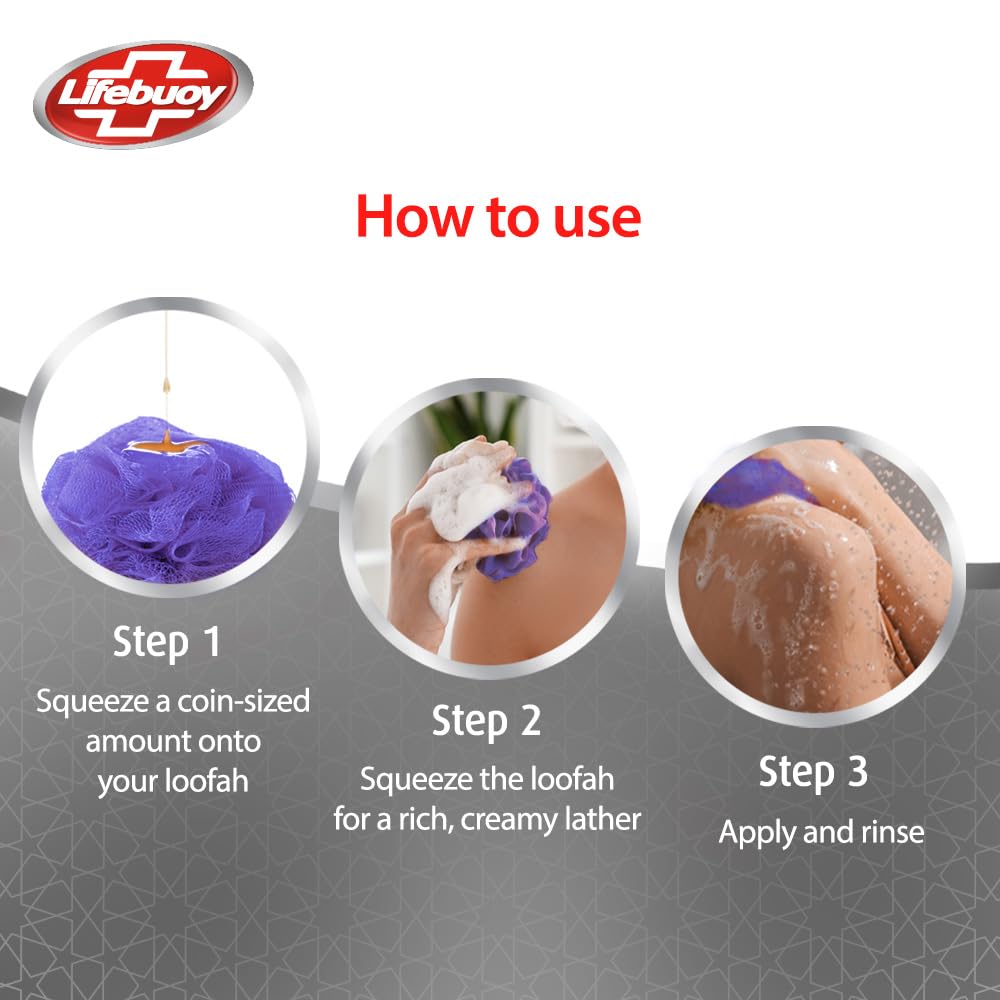 Lifebuoy
How to use
Step 1
Squeeze a coin-sized
amount onto
your loofah
Step 2
Squeeze the loofah
for a rich, creamy lather
Step 3
Apply and rinse